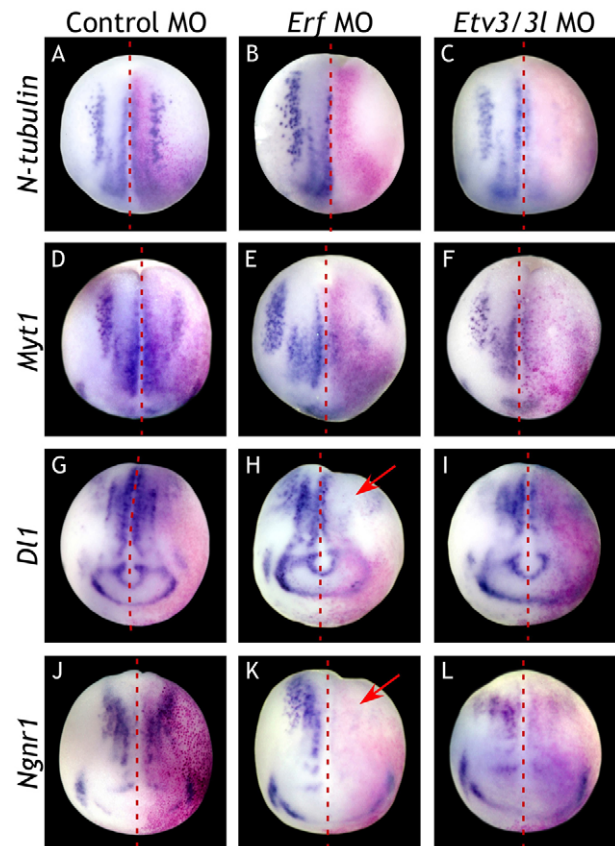 Control MO
Erf MO
Etv3/3l MO
N-tubulin
A
B
C
Myt1
D
E
F
Dl1
G
H
I
Ngnr1
J
K
L